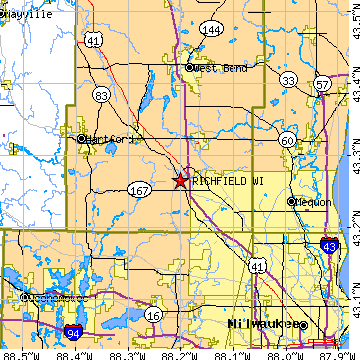 Mayville
144
41
West Bend
33
57
83
Hartford
60
RICHFIELD WI
167
Mequon
43
41
Oconomowoc
16
94
Milwaukee
43.5°N
43.4°N
43.3°N
43.2°N
43.1°N
88.5°W
88.4°W
88.3°W
88.2°W
88.1°W
88.0°W
87.9°W